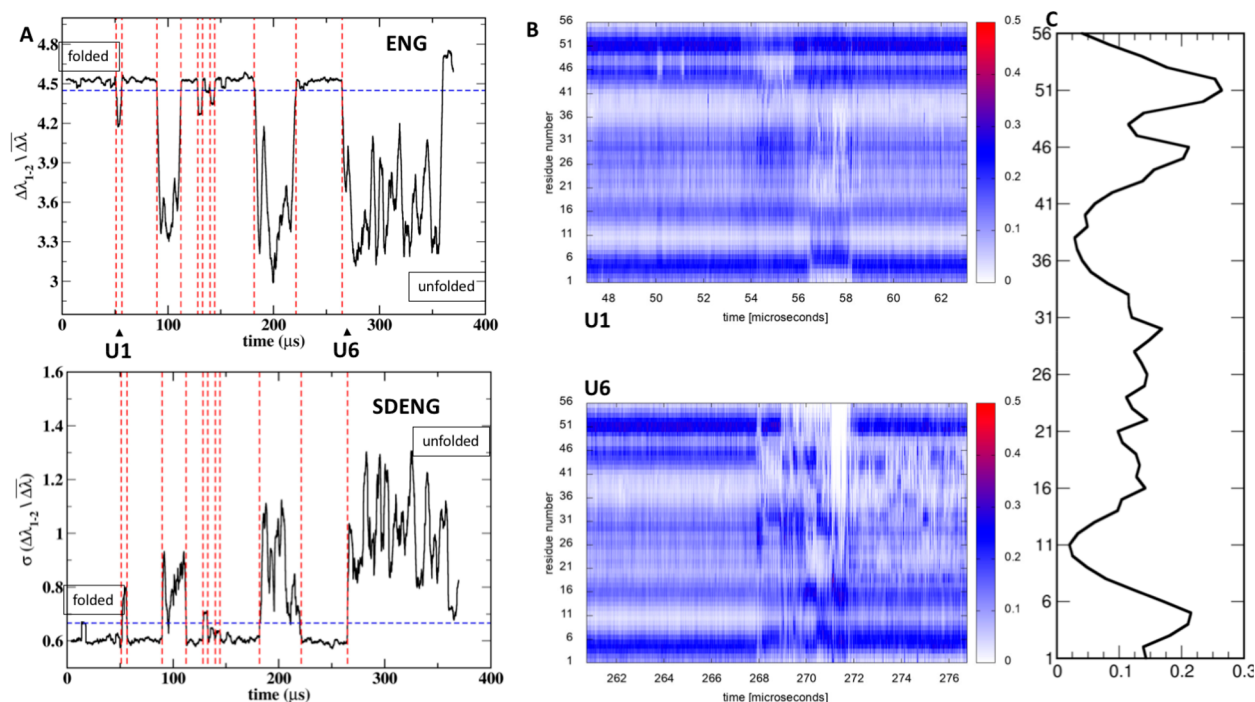 A
ENG
folded
4.8
4.5
4.2
3.9
3.6
3.3
3
Δλ1-2 \ Δλ
unfolded
0 100 200 300 400
time (μs)
U1
U6
SDENG
unfolded
folded
1.6
1.4
1.2
1
0.8
0.6
0.4
σ (Δλ1-2 \ Δλ)
0 100 200 300 400
time (μs)
B
56
51
46
41
36
31
26
21
16
11
6
1
residue number
48 50 52 54 56 58 60 62
time [microseconds]
0.5
0.4
0.3
0.2
0.1
0
U1
U6
56
51
46
41
36
31
26
21
16
11
6
1
residue number
262 264 266 268 270 272 274 276
time [microseconds]
0.5
0.4
0.3
0.2
0.1
0
C
56
51
46
41
36
31
26
21
16
11
6
1
0 0.1 0.2 0.3